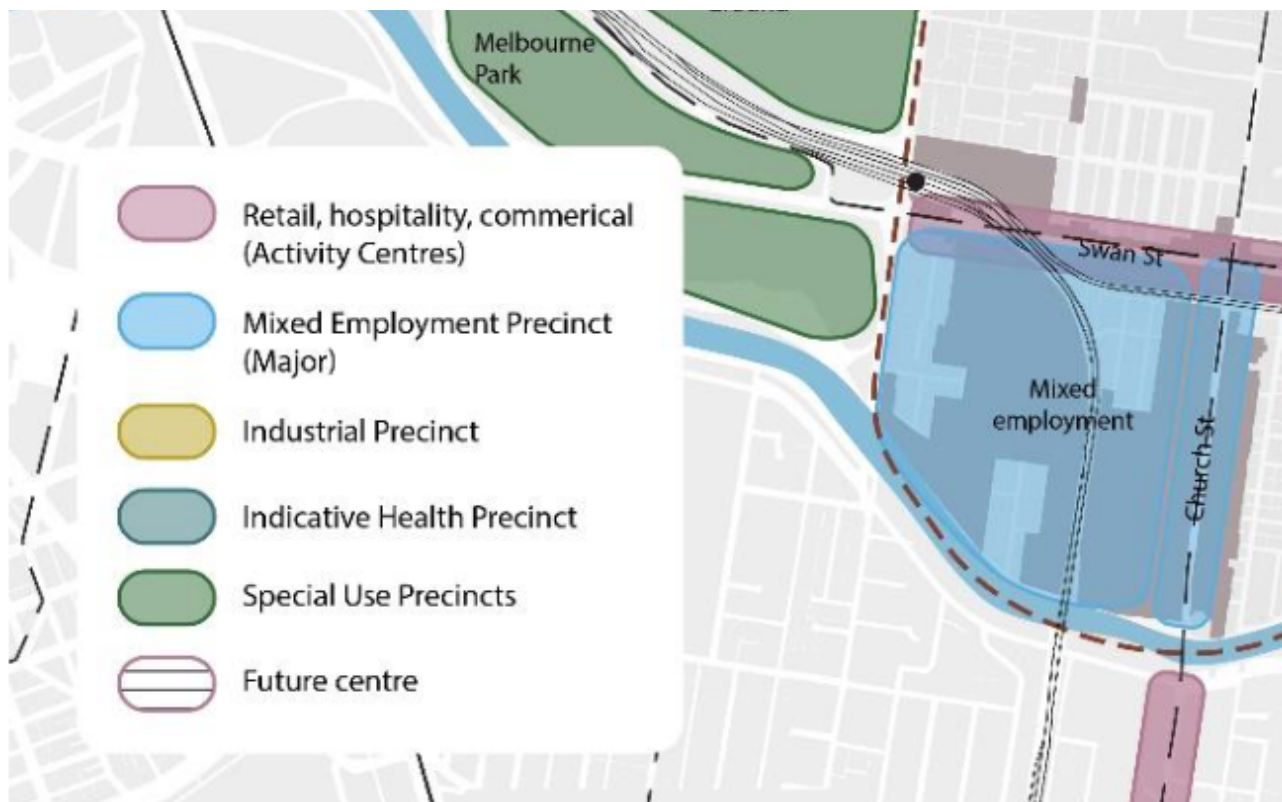 Melbourne
Park
Retail, hospitality, commerical
(Activity Centres)
Mixed Employment Precinct
(Major)
Industrial Precinct
Indicative Health Precinct
Special Use Precincts
Future centre
Swan St
Mixed
employment
Church St